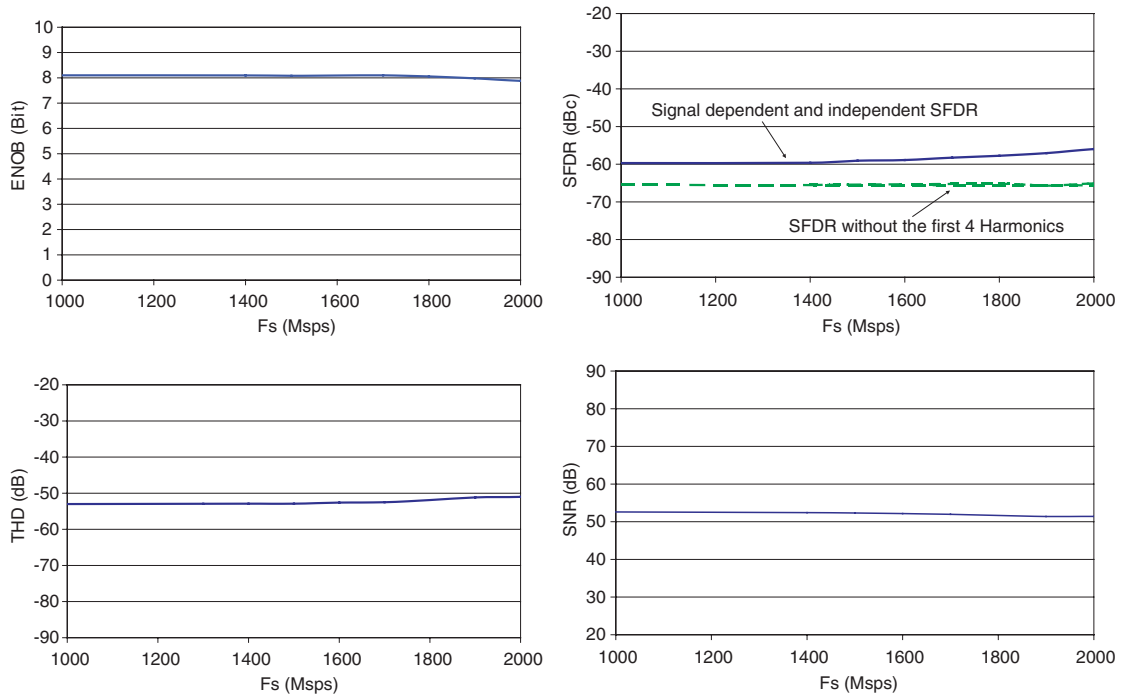 10
9
8
7
6
5
4
3
2
1
0
ENOB (Bit)
1000 1200 1400 1600 1800 2000
Fs (Msps)
-20
-30
-40
-50
-60
-70
-80
-90
SFDR (dBc)
Signal dependent and independent SFDR
SFDR without the first 4 Harmonics
1000 1200 1400 1600 1800 2000
Fs (Msps)
-20
-30
-40
-50
-60
-70
-80
-90
THD (dB)
1000 1200 1400 1600 1800 2000
Fs (Msps)
90
80
70
60
50
40
30
20
SNR (dB)
1000 1200 1400 1600 1800 2000
Fs (Msps)